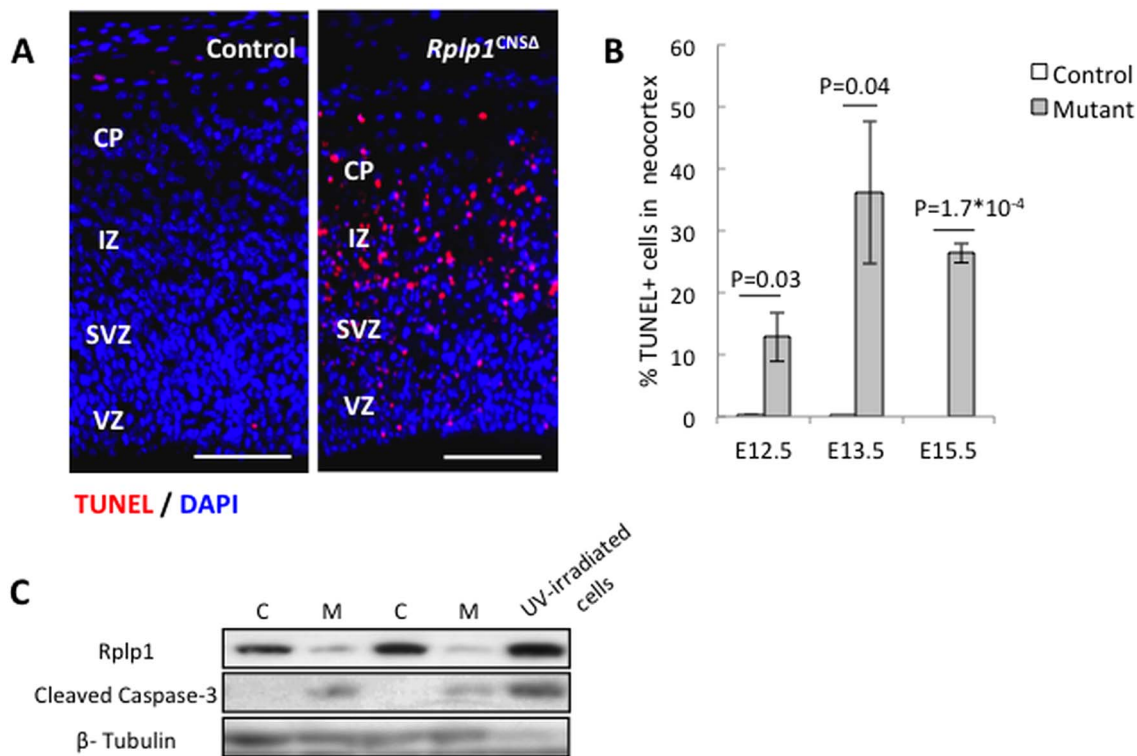 A
Control
Rplp1CNSΔ
CP
IZ
SVZ
VZ
CP
IZ
SVZ
VZ
TUNEL / DAPI
B
% TUNEL+ cells in neocortex
60
50
40
30
20
10
0
P=0.03
P=0.04
P=1.7*10-4
E12.5 E13.5 E15.5
Control
Mutant
C
C M C M UV-irradiated cells
Rplp1
Cleaved Caspase-3
β- Tubulin